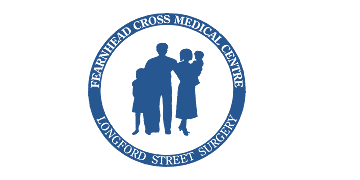 FEARNHEAD CROSS MEDICAL CENTRE
LONGFORD STREET SURGERY